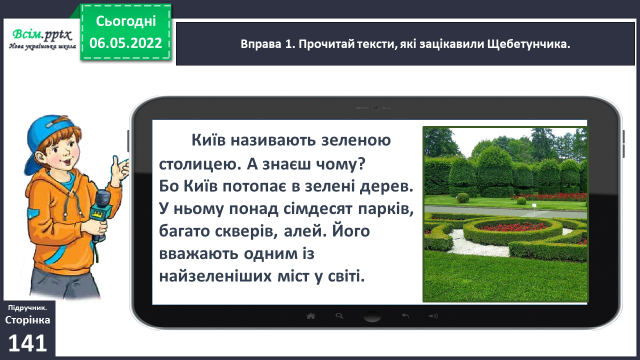 Всім.pptx
Нова українська школа
Сьогодні
06.05.2022
Вправа 1. Прочитай тексти, які зацікавили Щебетунчика.
Київ називають зеленою
столицею. А знаєш чому?
Бо Київ потопає в зелені дерев.
У ньому понад сімдесят парків,
багато скверів, алей. Його
вважають одним із
найзеленіших міст у світі.
Підручник.
Сторінка
141